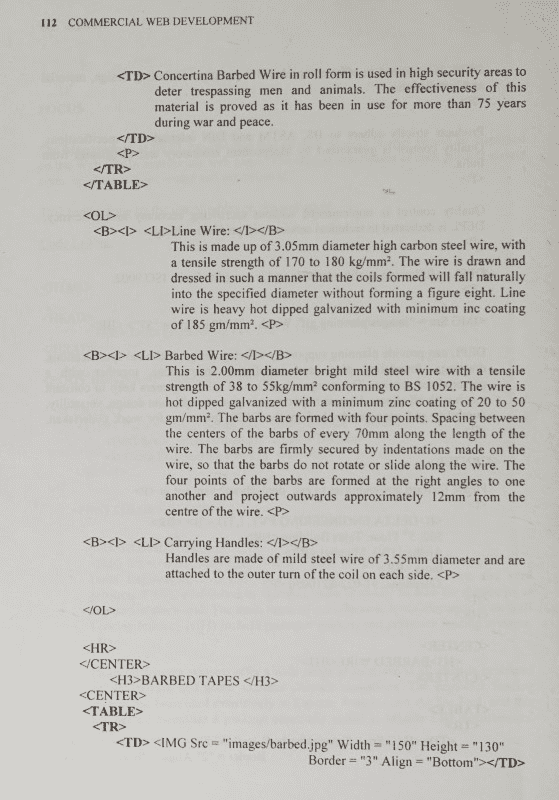 112 COMMERCIAL WEB DEVELOPMENT
<TD> Concertina Barbed Wire in roll form is used in high security areas to
deter trespassing men and animals. The effectiveness of this
material is proved as it has been in use for more than 75 years
during war and peace.
</TD>
<P>
</TR>
</TABLE>
<OL>
<B><I> <LI>Line Wire: </I></B>
This is made up of 3.05mm diameter high carbon steel wire, with
a tensile strength of 170 to 180 kg/mm². The wire is drawn and
dressed in such a manner that the coils formed will fall naturally
into the specified diameter without forming a figure eight. Line
wire is heavy hot dipped galvanized with minimum inc coating
of 185 gm/mm². <P>
<B><I> <LI> Barbed Wire: </I></B>
This is 2.00mm diameter bright mild steel wire with a tensile
strength of 38 to 55kg/mm² conforming to BS 1052. The wire is
hot dipped galvanized with a minimum zinc coating of 20 to 50
gm/mm². The barbs are formed with four points. Spacing between
the centers of the barbs of every 70mm along the length of the
wire. The barbs are firmly secured by indentations made on the
wire, so that the barbs do not rotate or slide along the wire. The
four points of the barbs are formed at the right angles to one
another and project outwards approximately 12mm from the
centre of the wire. <P>
<B><I> <LI> Carrying Handles: </I></B>
Handles are made of mild steel wire of 3.55mm diameter and are
attached to the outer turn of the coil on each side. <P>
</OL>
<HR>
</CENTER>
<H3>BARBED TAPES </H3>
<CENTER>
<TABLE>
<TR>
<TD> <IMG Src = "images/barbed.jpg" Width = "150" Height = "130"
Border = "3" Align = "Bottom"></TD>